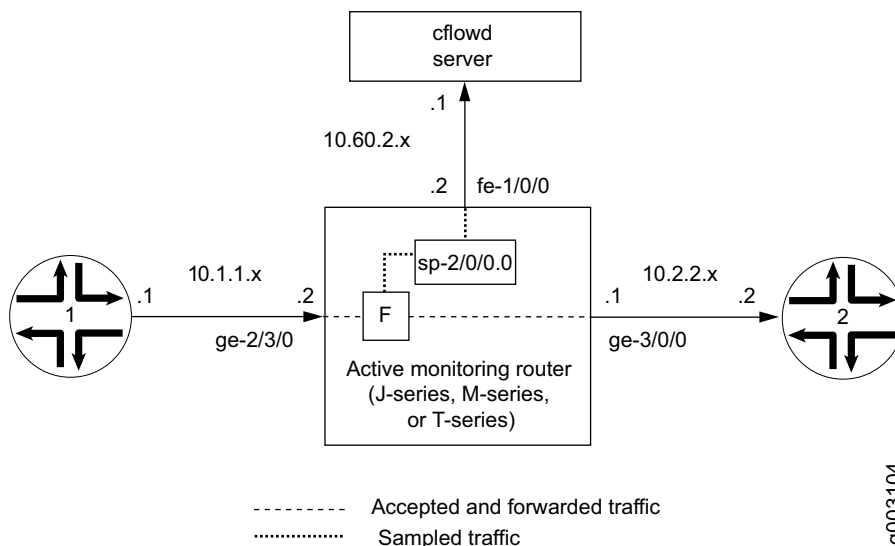 cflowd
server
.1
10.60.2.x
.2 fe-1/0/0
sp-2/0/0.0
10.1.1.x
10.2.2.x
.1
.2
.1
.2
1
F
2
ge-2/3/0
ge-3/0/0
Active monitoring router
(J-series, M-series,
or T-series)
Accepted and forwarded traffic
Sampled traffic
g003104